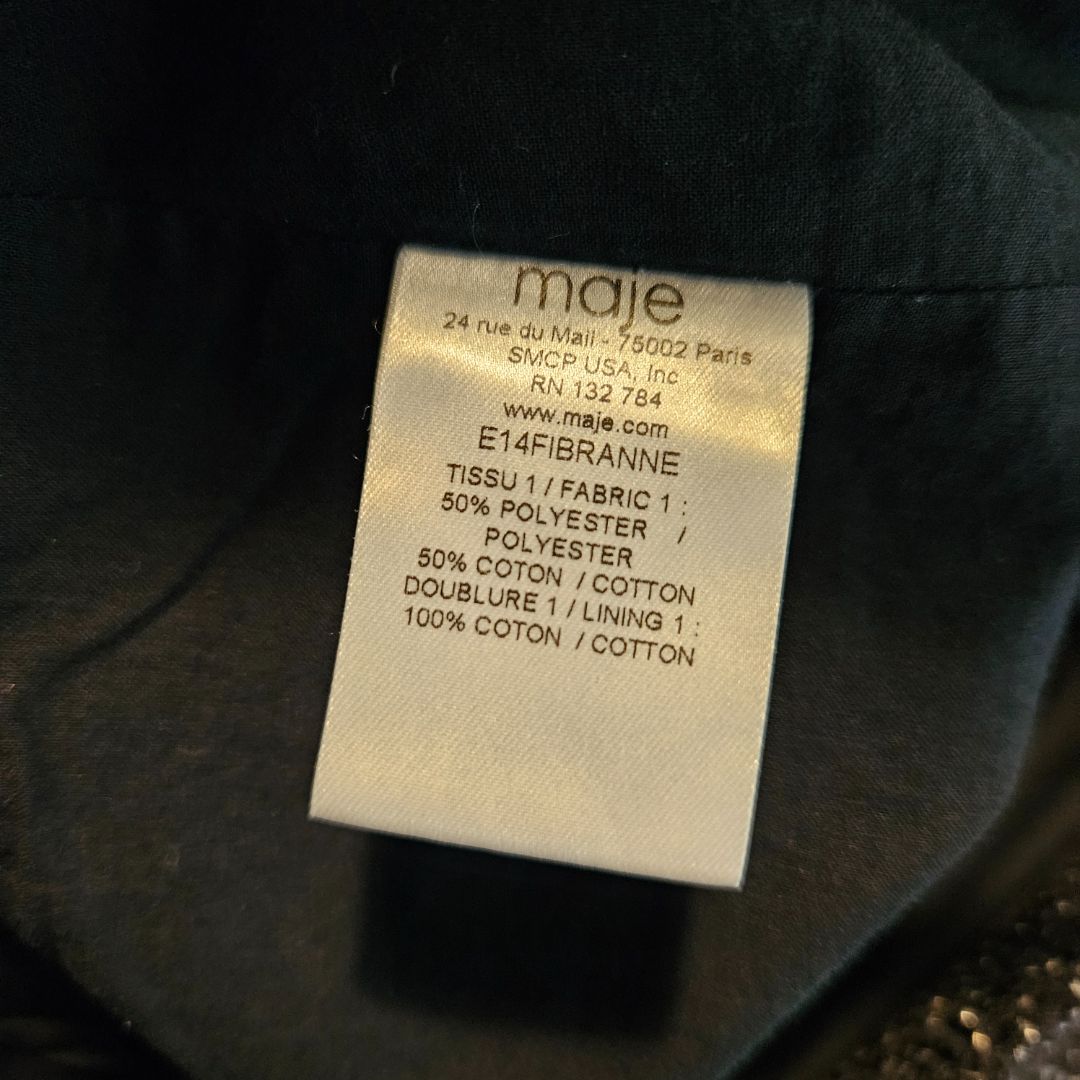 maje
24 rue du Mail - 75002 Paris
SMCP USA, Inc
RN 132 784
www.maje.com
E14FIBRANNE
TISSU 1 / FABRIC 1 :
50% POLYESTER /
POLYESTER
50% COTON / COTTON
DOUBLURE 1 / LINING 1 :
100% COTON / COTTON